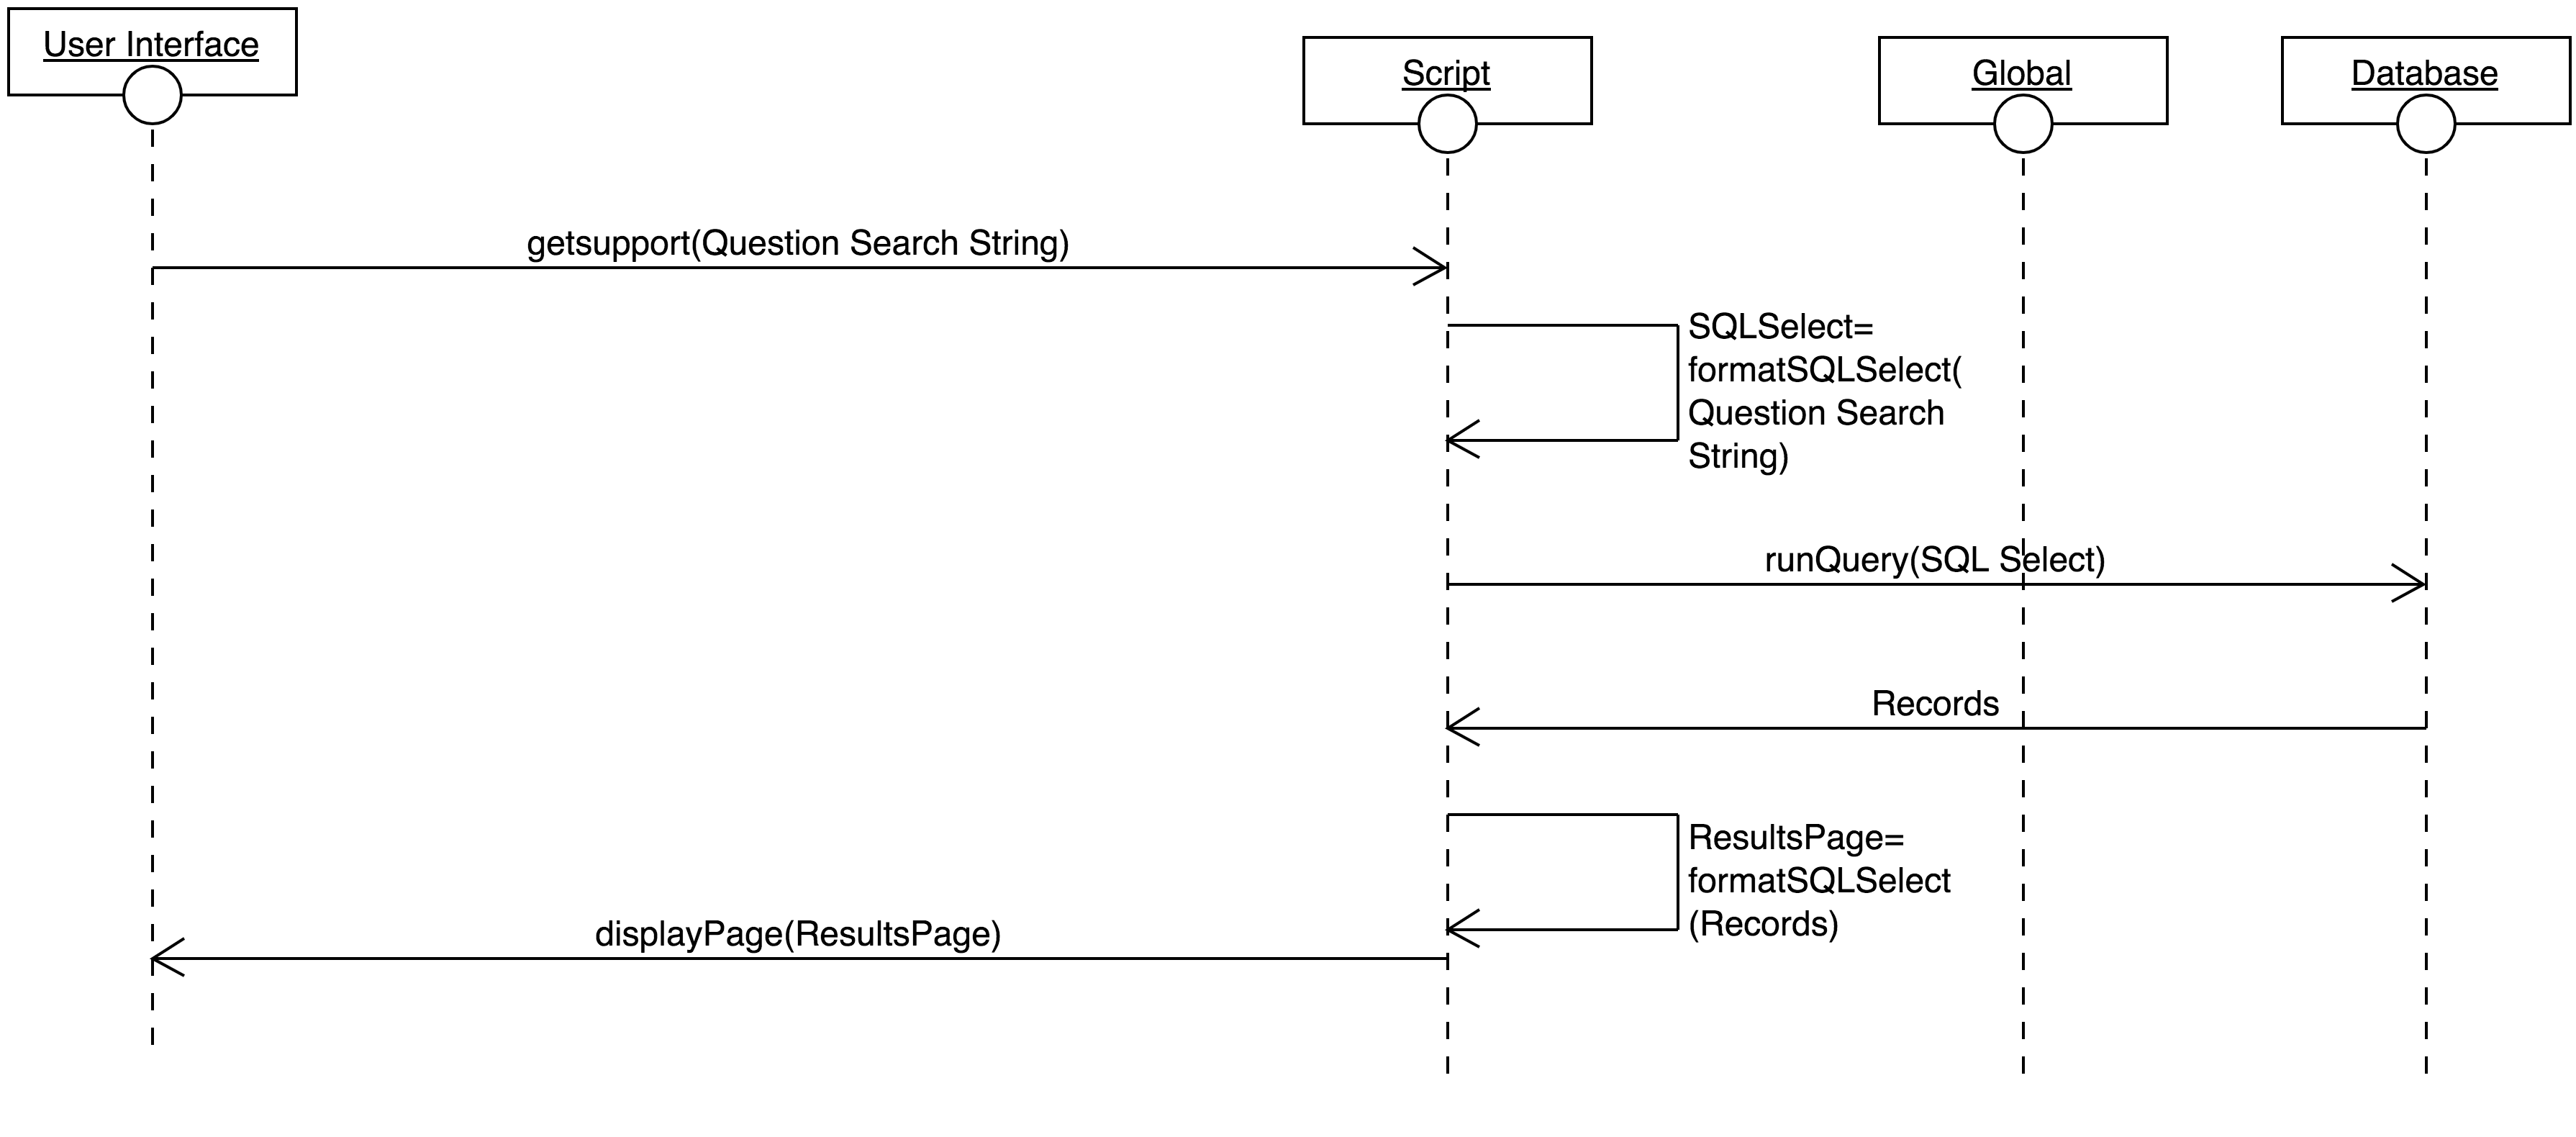 User Interface
Script
Global
Database
getsupport(Question Search String)
SQLSelect=
formatSQLSelect(
Question Search
String)
runQuery(SQL Select)
Records
ResultsPage=
formatSQLSelect
(Records)
displayPage(ResultsPage)